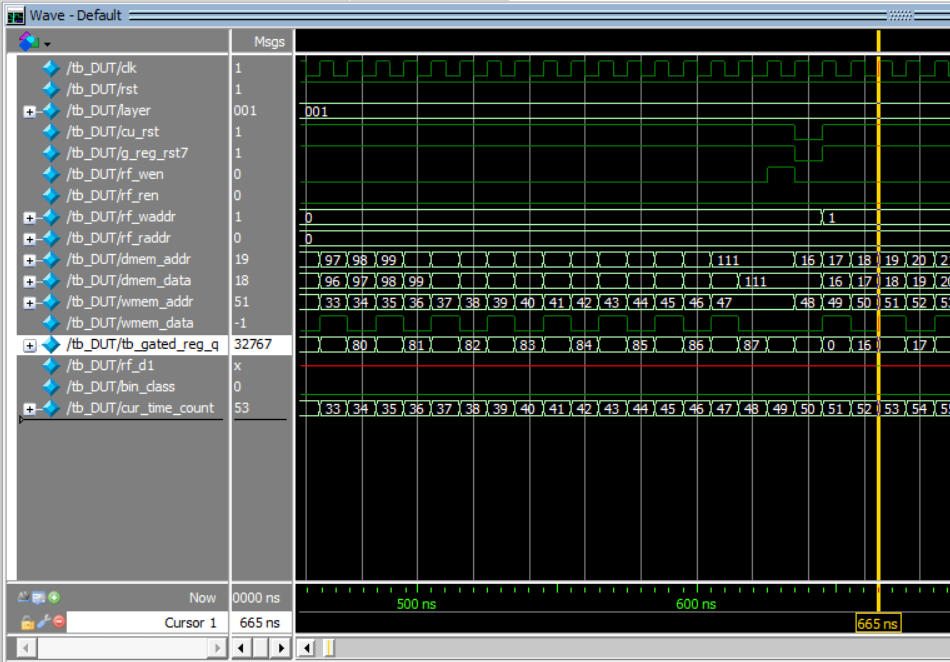 Wave - Default
Msgs
/tb_DUT/clk 1
/tb_DUT/rst 1
/tb_DUT/layer 001 001
/tb_DUT/cu_rst 1
/tb_DUT/g_reg_rst7 1
/tb_DUT/rf_wen 0
/tb_DUT/rf_ren 0
/tb_DUT/rf_waddr 1 0 1
/tb_DUT/rf_raddr 0 0
/tb_DUT/dmem_addr 19 97 98 99 111 16 17 18 19 20
/tb_DUT/dmem_data 18 96 97 98 99 111 16 17 18 19
/tb_DUT/wmem_addr 51 33 34 35 36 37 38 39 40 41 42 43 44 45 46 47 48 49 50 51 52
/tb_DUT/wmem_data -1
/tb_DUT/tb_gated_reg_q 32767 80 81 82 83 84 85 86 87 0 16 17
/tb_DUT/rf_d1 x
/tb_DUT/bin_class 0
/tb_DUT/cur_time_count 53 33 34 35 36 37 38 39 40 41 42 43 44 45 46 47 48 49 50 51 52 53 54
Now 0000 ns 500 ns 600 ns
Cursor 1 665 ns 665 ns